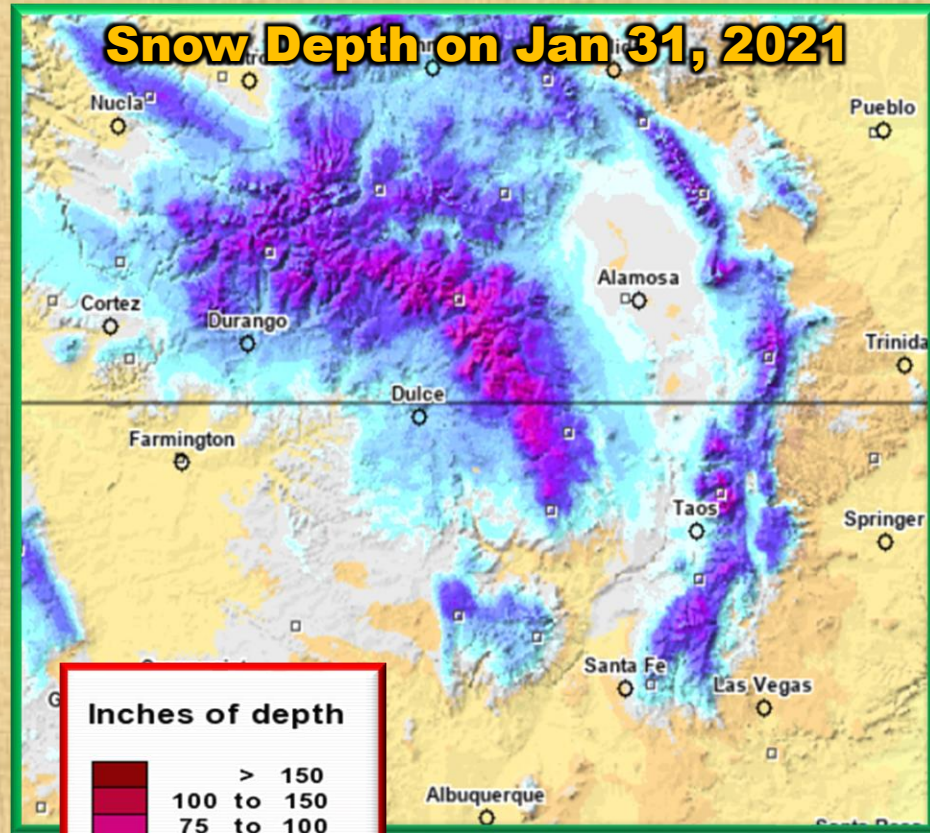 Snow Depth on Jan 31, 2021
Nucla
Pueblo
Alamosa
Cortez
Durango
Trinida
Dulce
Farmington
Taos
Springer
Santa Fe
Las Vegas
Inches of depth
> 150
100 to 150
75 to 100
Albuquerque